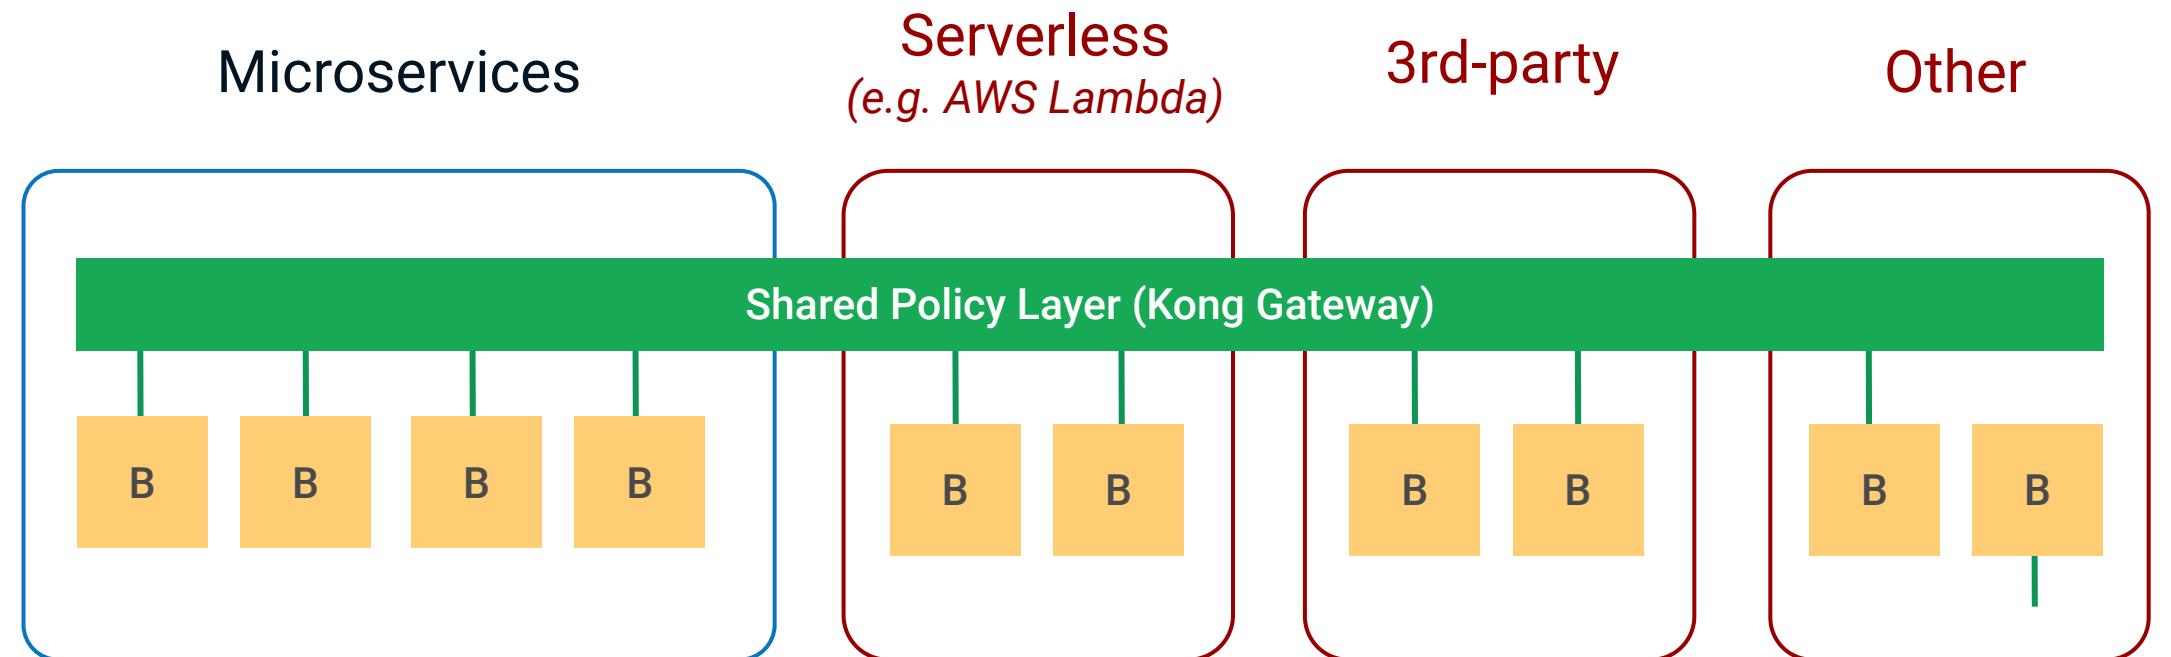 Microservices
Serverless
(e.g. AWS Lambda)
3rd-party
Other
Shared Policy Layer (Kong Gateway)
B
B
B
B
B
B
B
B
B
B